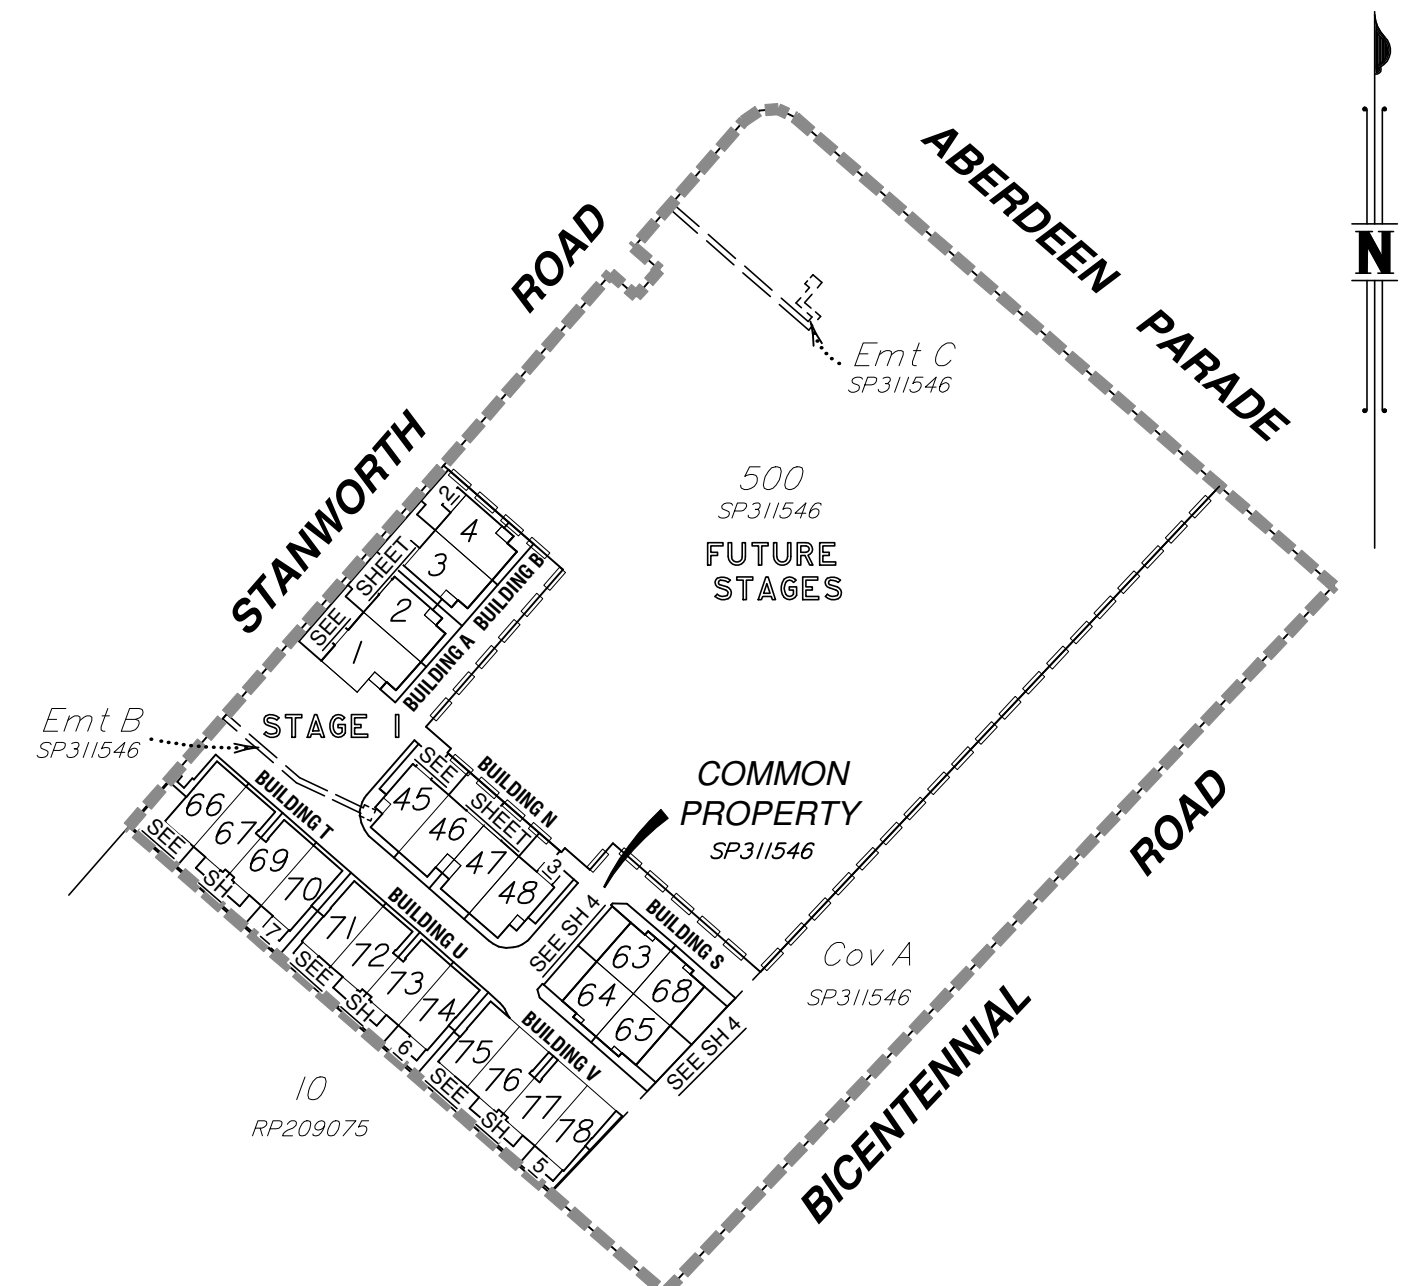 ABERDEEN PARADE
N
STANWORTH ROAD
Emt C
SP311546
500
SP311546
FUTURE
STAGES
SEE SHEET 2
4
3
2
1
BUILDING B
BUILDING A
Emt B
SP311546
STAGE 1
BUILDING N
SEE SHEET 3
45
46
47
48
COMMON
PROPERTY
SP311546
BUILDING T
66
67
69
70
SEE SH 7
BUILDING U
71
72
73
74
SEE SH 6
BUILDING V
75
76
77
78
SEE SH 5
SEE SH 4
BUILDING S
63
68
64
65
SEE SH 4
Cov A
SP311546
10
RP209075
BICENTENNIAL ROAD